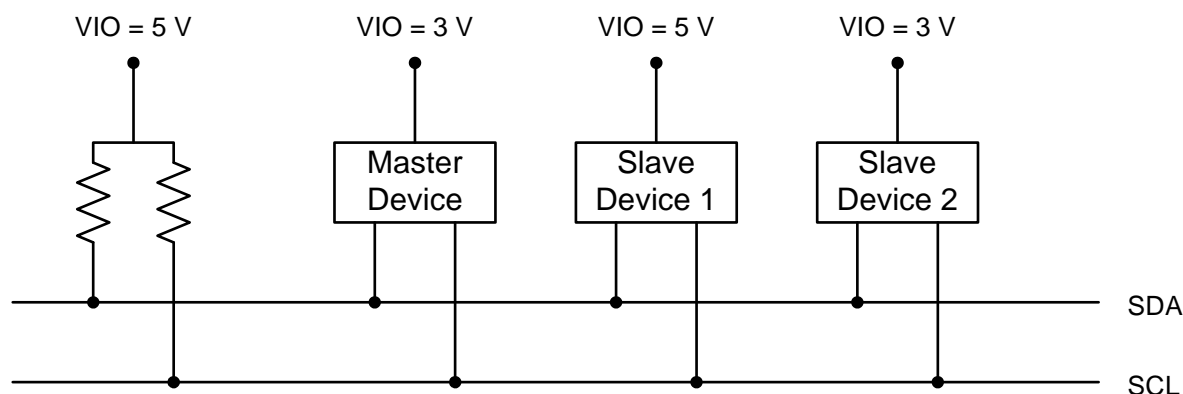 VIO = 5 V
VIO = 3 V
VIO = 5 V
VIO = 3 V
Master
Device
Slave
Device 1
Slave
Device 2
SDA
SCL